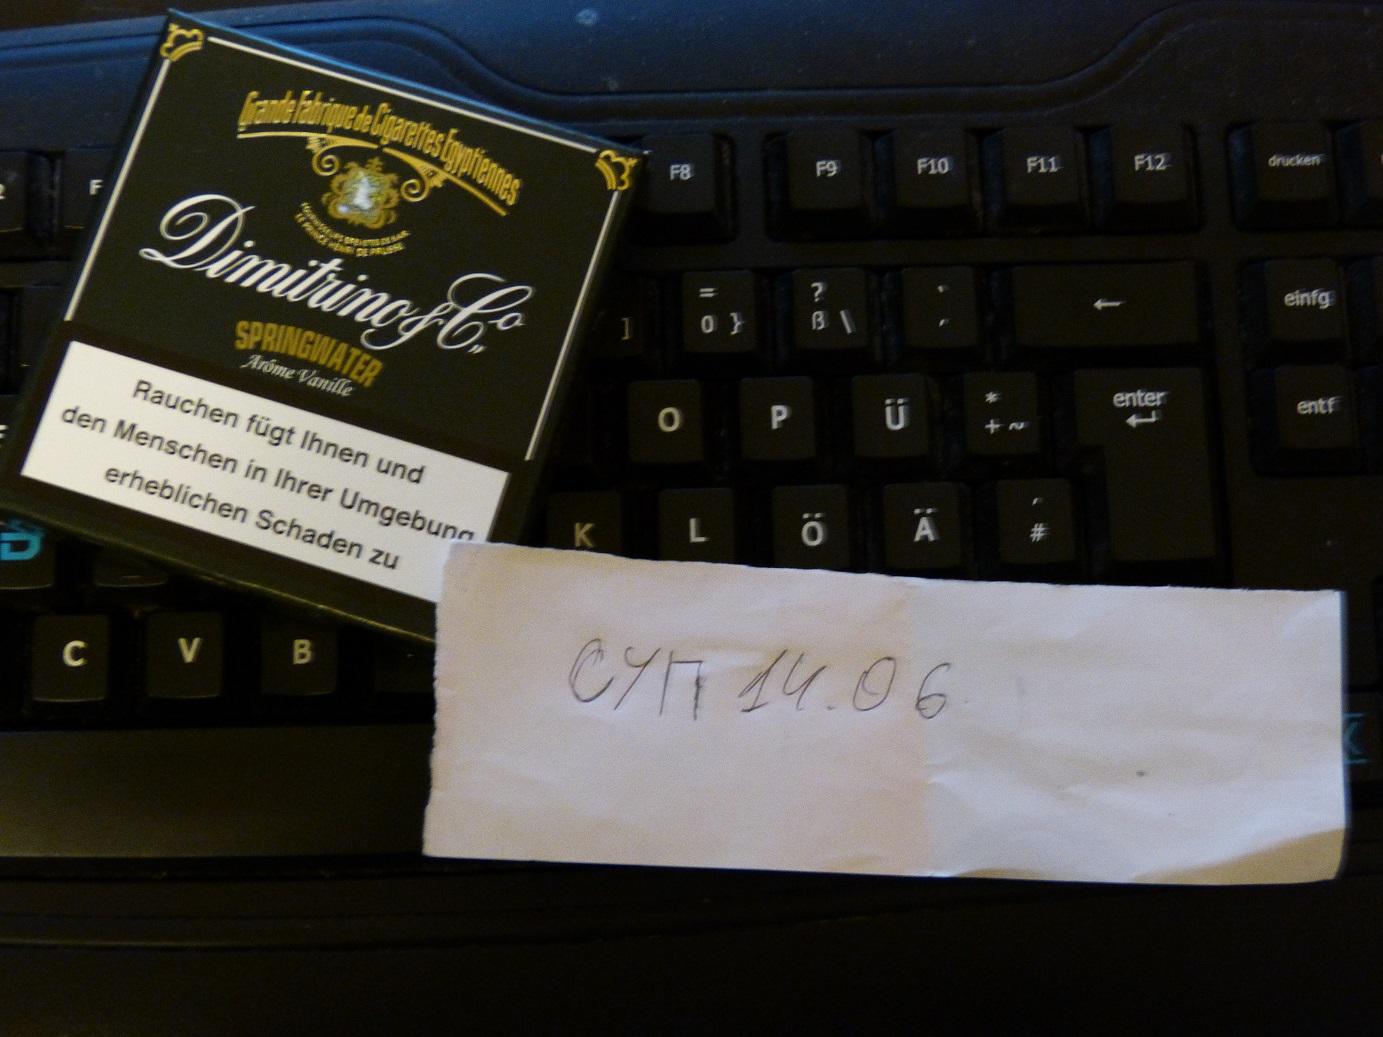 Grande Fabrique de Cigarettes Egyptiennes
Dimitrino & Co
SPRINGWATER
Arôme Vanille
Rauchen fügt Ihnen und
den Menschen in Ihrer Umgebung
erheblichen Schaden zu
F8 F9 F10 F11 F12 drucken
] = 0 } ? ß \ ← einfg
O P Ü * + ~ enter entf
K L Ö Ä #
C V B
СУП 14.06